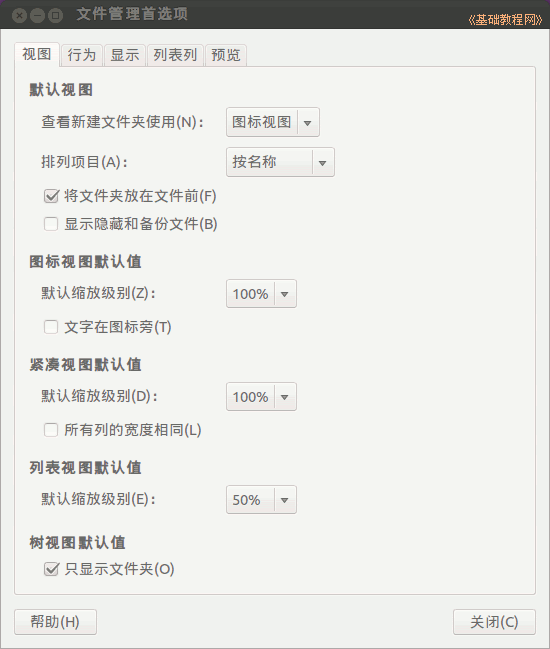 文件管理首选项
《基础教程网》
视图 行为 显示 列表列 预览
默认视图
查看新建文件夹使用(N): 图标视图
排列项目(A): 按名称
将文件夹放在文件前(F)
显示隐藏和备份文件(B)
图标视图默认值
默认缩放级别(Z): 100%
文字在图标旁(T)
紧凑视图默认值
默认缩放级别(D): 100%
所有列的宽度相同(L)
列表视图默认值
默认缩放级别(E): 50%
树视图默认值
只显示文件夹(O)
帮助(H) 关闭(C)